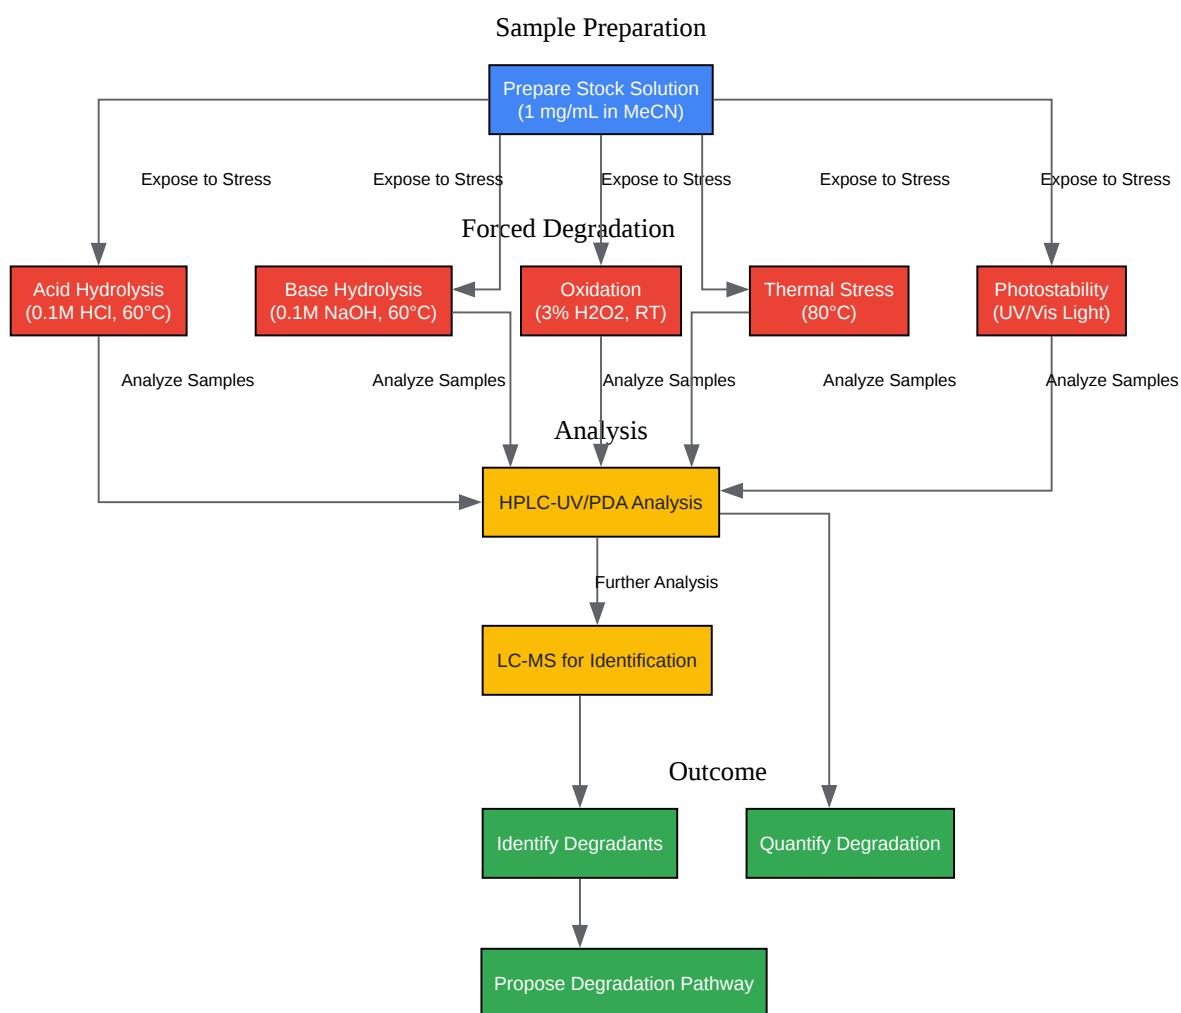 Sample Preparation
Prepare Stock Solution
(1 mg/mL in MeCN)
Expose to Stress
Expose to Stress
Expose to Stress
Expose to Stress
Expose to Stress
Forced Degradation
Acid Hydrolysis
(0.1M HCl, 60°C)
Base Hydrolysis
(0.1M NaOH, 60°C)
Oxidation
(3% H2O2, RT)
Thermal Stress
(80°C)
Photostability
(UV/Vis Light)
Analyze Samples
Analyze Samples
Analyze Samples
Analyze Samples
Analyze Samples
Analysis
HPLC-UV/PDA Analysis
Further Analysis
LC-MS for Identification
Outcome
Identify Degradants
Quantify Degradation
Propose Degradation Pathway